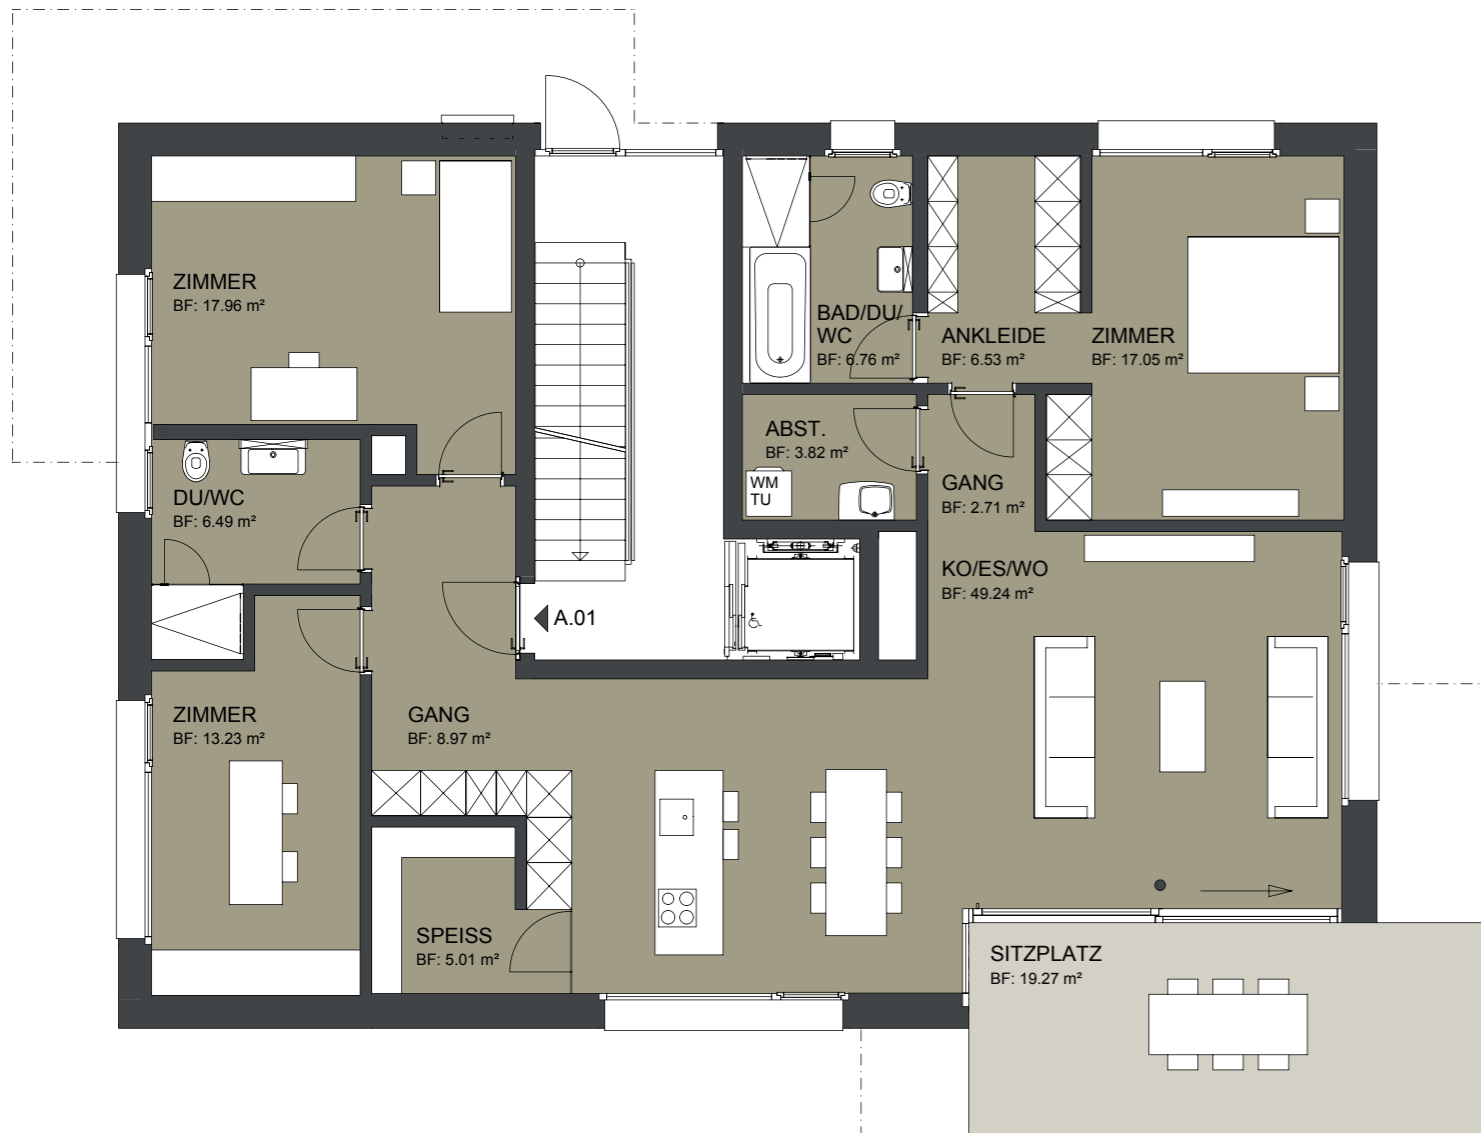 ZIMMER
BF: 17.96 m²
BAD/DU/
WC
BF: 6.76 m²
ANKLEIDE
BF: 6.53 m²
ZIMMER
BF: 17.05 m²
ABST.
BF: 3.82 m²
WM
TU
GANG
BF: 2.71 m²
DU/WC
BF: 6.49 m²
KO/ES/WO
BF: 49.24 m²
A.01
ZIMMER
BF: 13.23 m²
GANG
BF: 8.97 m²
SPEISS
BF: 5.01 m²
SITZPLATZ
BF: 19.27 m²